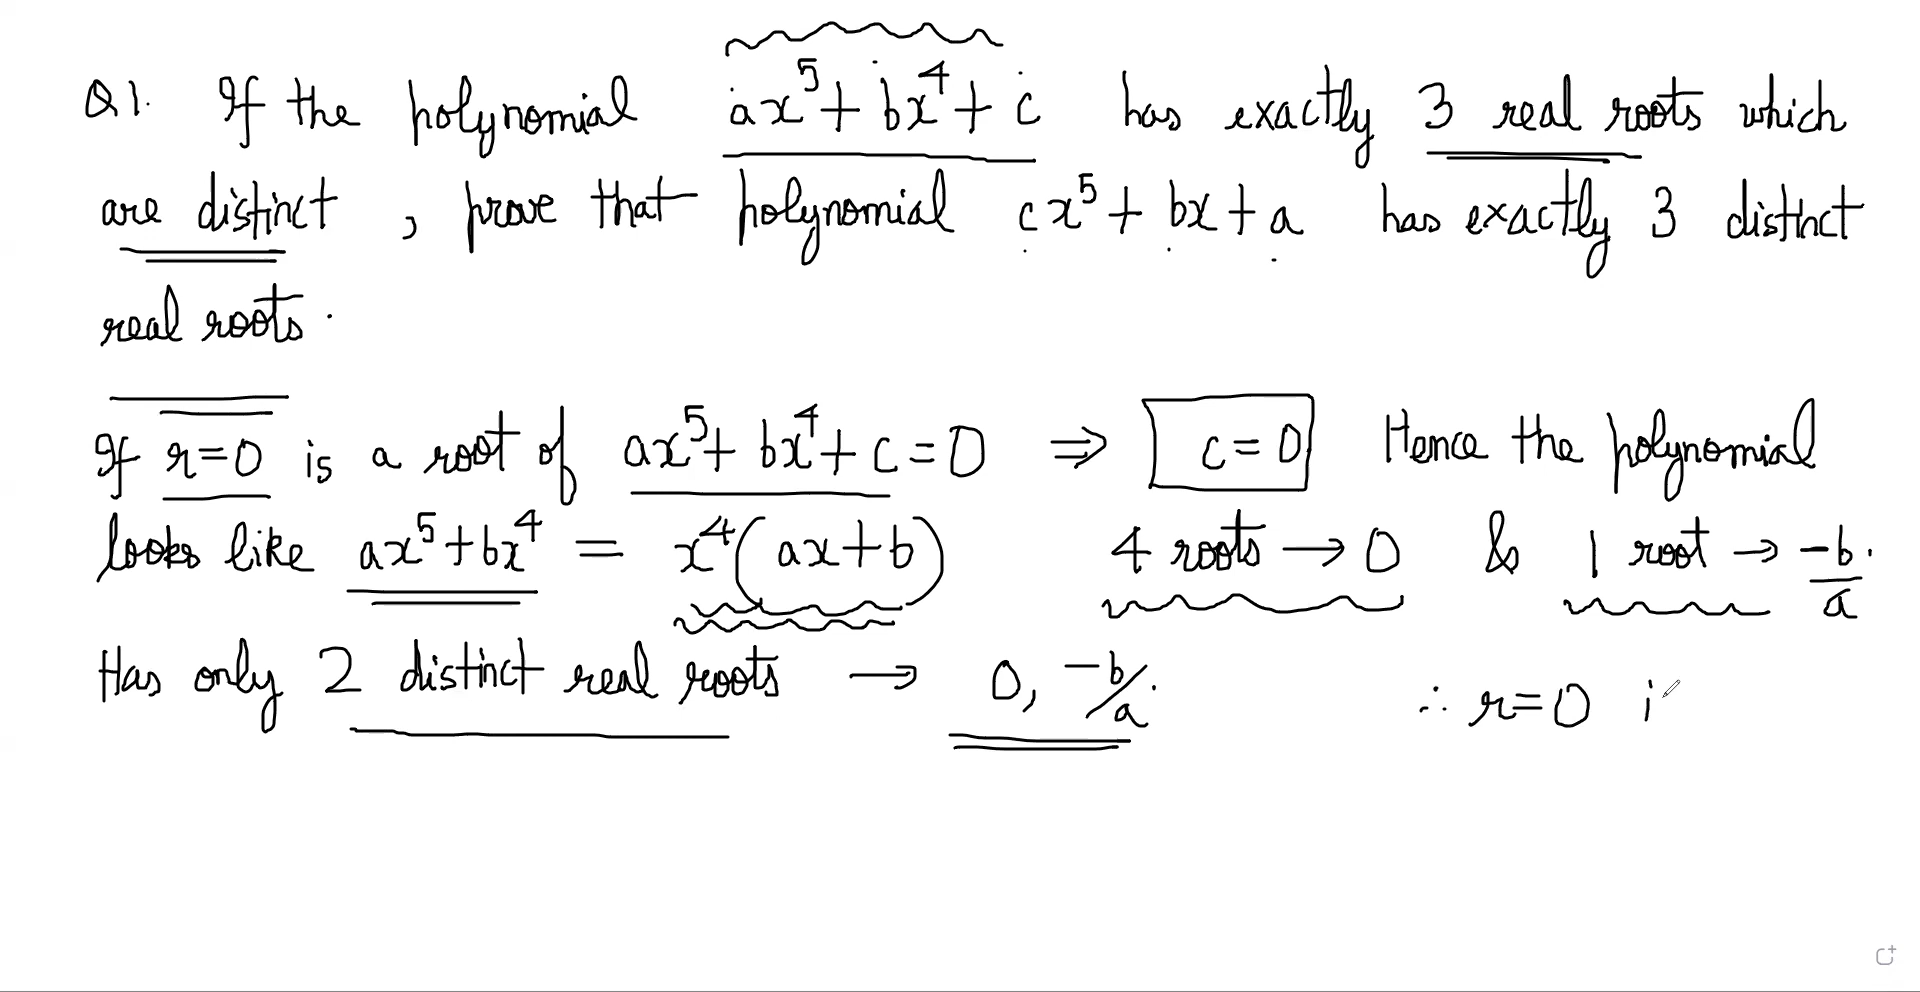 Q1. If the polynomial ax⁵ + bx⁴ + c has exactly 3 real roots which
are distinct, prove that polynomial cx⁵ + bx + a has exactly 3 distinct
real roots.
If r=0 is a root of ax⁵ + bx⁴ + c = 0 ⇒ c = 0 Hence the polynomial
looks like ax⁵ + bx⁴ = x⁴(ax + b) 4 roots → 0 & 1 root → -b/a.
Has only 2 distinct real roots → 0, -b/a. ∴ r=0 i